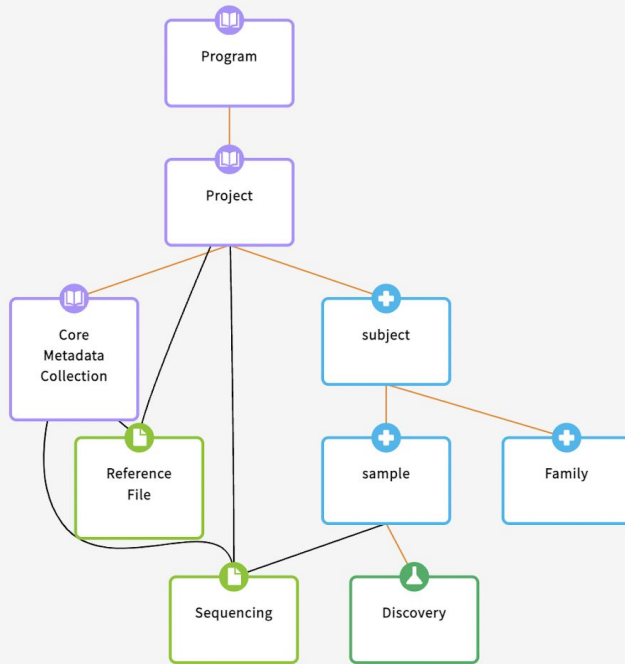 Program
Project
Core
Metadata
Collection
subject
Reference
File
sample
Family
Sequencing
Discovery